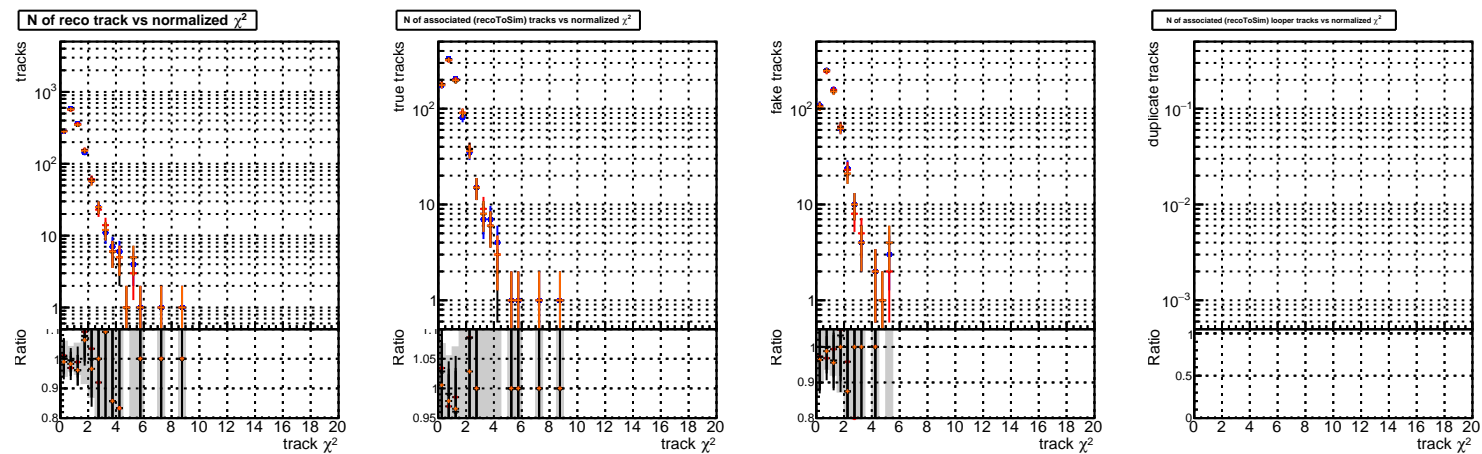 N of reco track vs normalized χ²
tracks
10³
10²
10
1
Ratio
1.1
1
0.9
0.8
0 2 4 6 8 10 12 14 16 18 20
track χ²
N of associated (recoToSim) tracks vs normalized χ²
true tracks
10²
10
1
Ratio
1.1
1.05
1
0.95
0 2 4 6 8 10 12 14 16 18 20
track χ²
fake tracks
10²
10
1
Ratio
1
0.9
0.8
0 2 4 6 8 10 12 14 16 18 20
track χ²
N of associated (recoToSim) looper tracks vs normalized χ²
duplicate tracks
10⁻¹
10⁻²
10⁻³
Ratio
1
0.5
0
0 2 4 6 8 10 12 14 16 18 20
track χ²